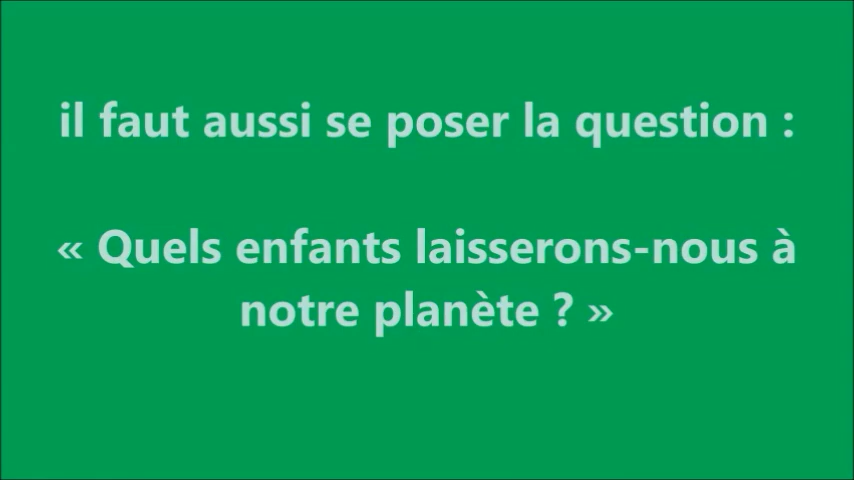 il faut aussi se poser la question :
« Quels enfants laisserons-nous à
notre planète ? »